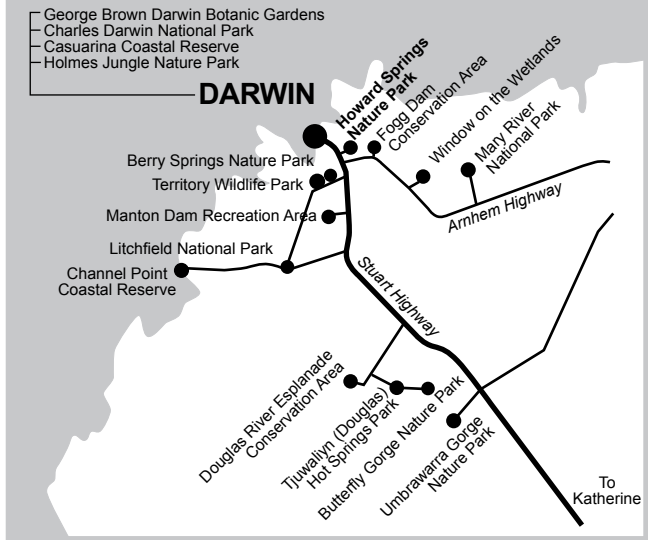 George Brown Darwin Botanic Gardens
Charles Darwin National Park
Casuarina Coastal Reserve
Holmes Jungle Nature Park
DARWIN
Howard Springs
Nature Park
Fogg Dam
Conservation Area
Window on the Wetlands
Mary River
National Park
Berry Springs Nature Park
Territory Wildlife Park
Manton Dam Recreation Area
Arnhem Highway
Litchfield National Park
Channel Point
Coastal Reserve
Stuart Highway
Douglas River Esplanade
Conservation Area
Tjuwaliyn (Douglas)
Hot Springs Park
Butterfly Gorge Nature Park
Umbrawarra Gorge
Nature Park
To
Katherine